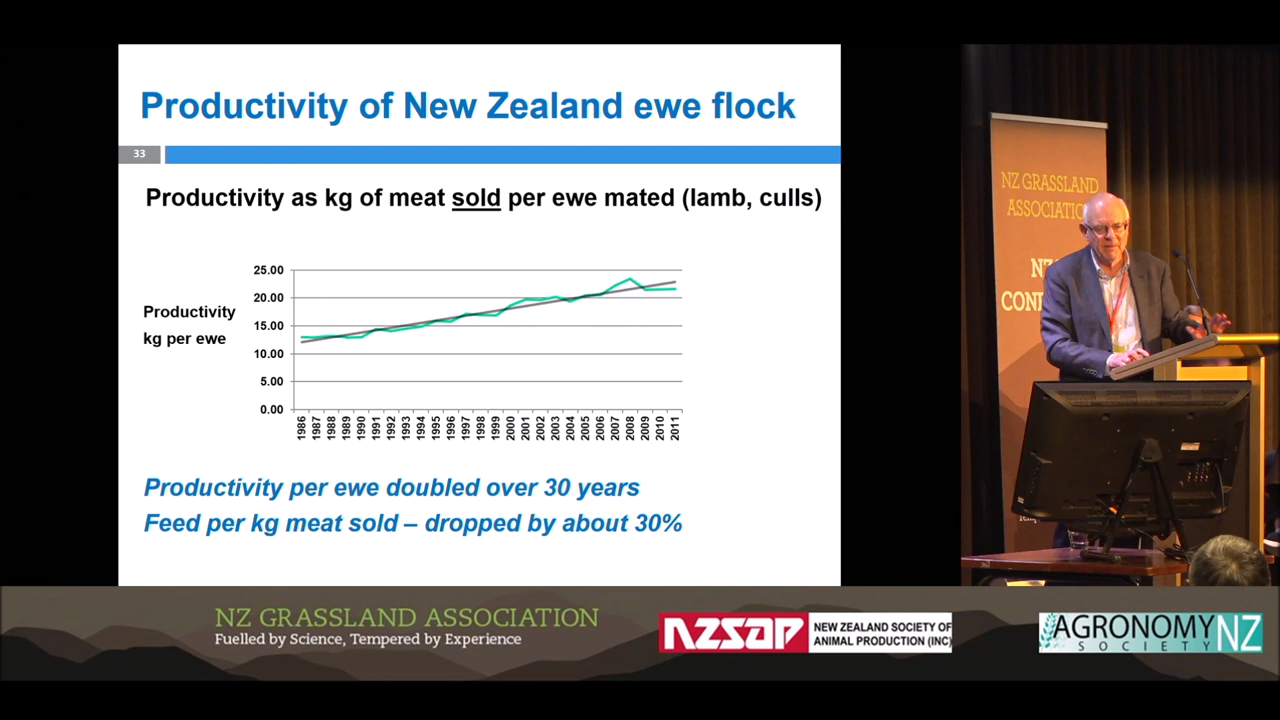 Productivity of New Zealand ewe flock
33
Productivity as kg of meat sold per ewe mated (lamb, culls)
Productivity
kg per ewe
25.00
20.00
15.00
10.00
5.00
0.00
1986
1987
1988
1989
1990
1991
1992
1993
1994
1995
1996
1997
1998
1999
2000
2001
2002
2003
2004
2005
2006
2007
2008
2009
2010
2011
Productivity per ewe doubled over 30 years
Feed per kg meat sold – dropped by about 30%
NZ GRASSLAND
NZ GRASSLAND ASSOCIATION
Fuelled by Science, Tempered by Experience
NZSAP
NEW ZEALAND SOCIETY OF
ANIMAL PRODUCTION (INC)
AGRONOMY NZ
SOCIETY